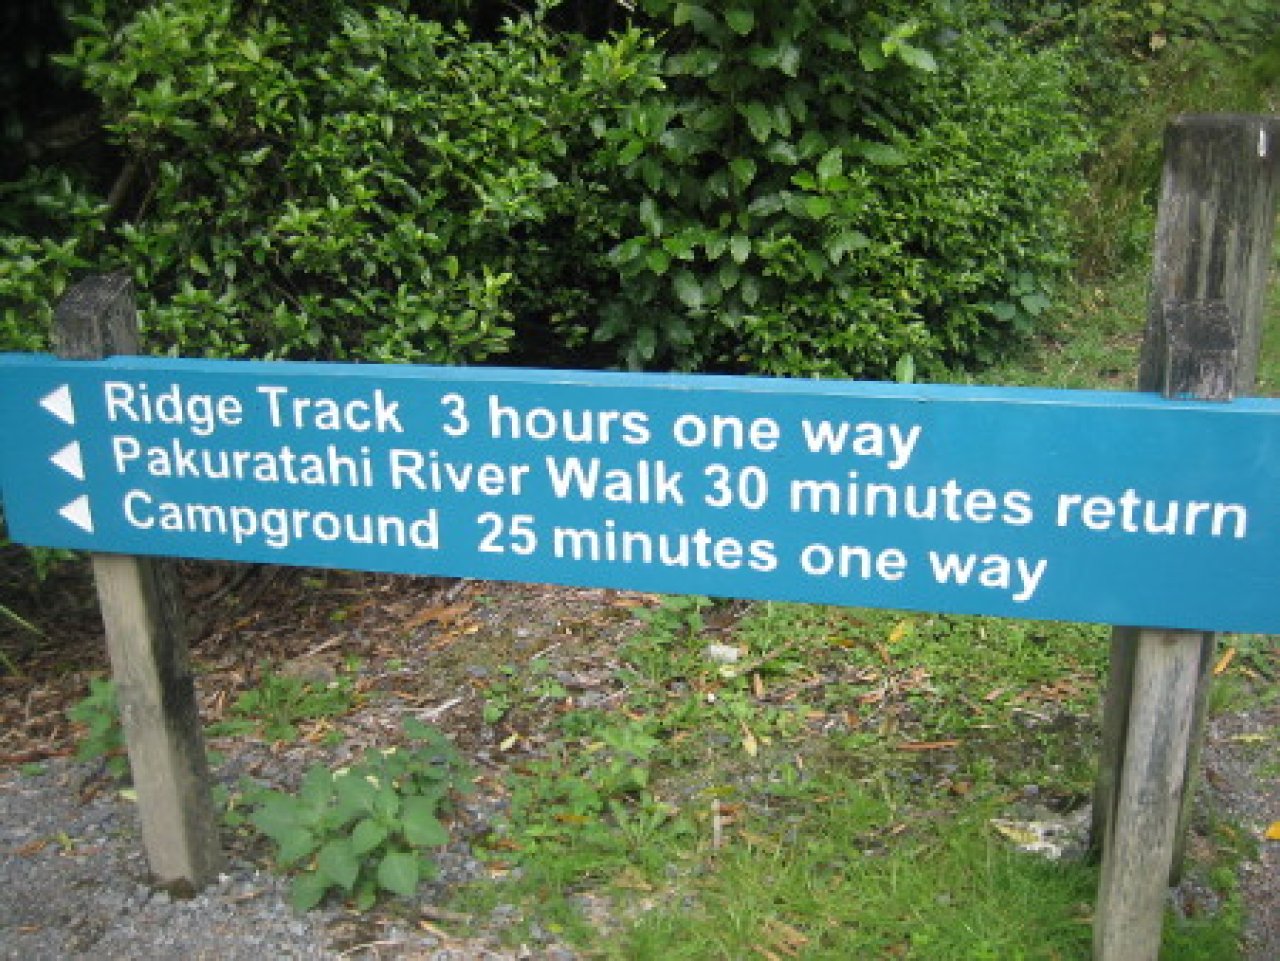 Ridge Track 3 hours one way
Pakuratahi River Walk 30 minutes return
Campground 25 minutes one way